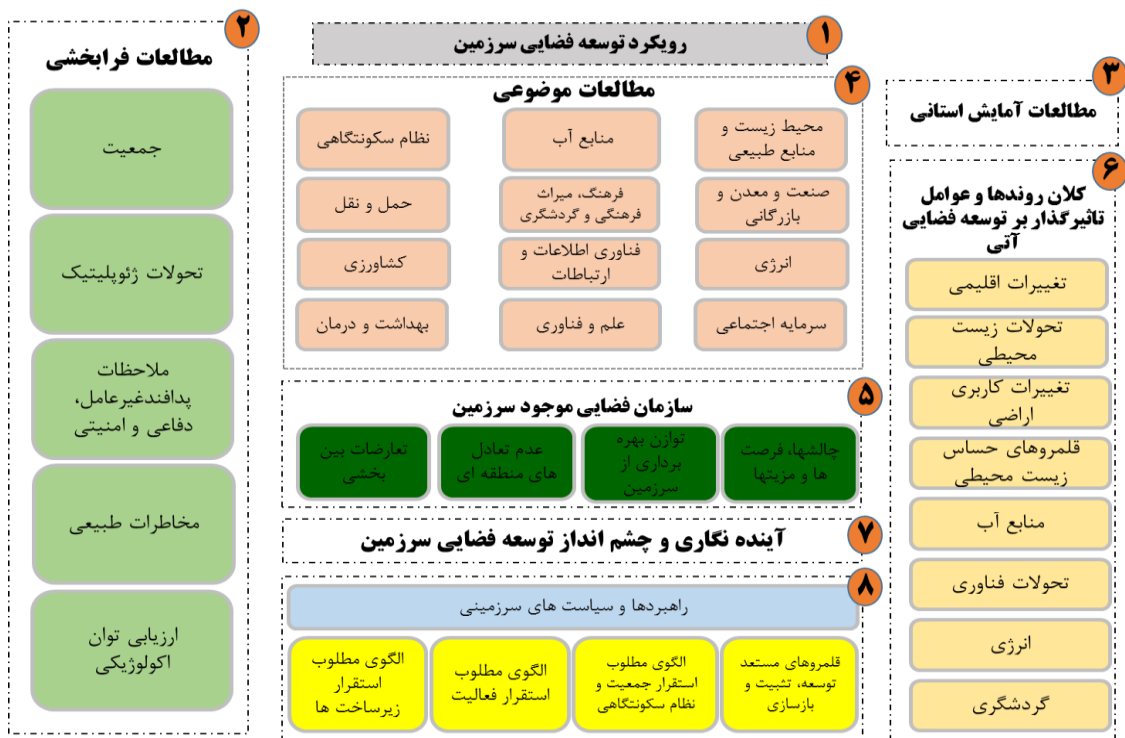 ۱
رویکرد توسعه فضایی سرزمین
۲
مطالعات فرابخشی
جمعیت
تحولات ژئوپلیتیک
ملاحظات
پدافندغیرعامل،
دفاعی و امنیتی
مخاطرات طبیعی
ارزیابی توان
اکولوژیکی
۳
مطالعات آمایش استانی
۴
مطالعات موضوعی
محیط زیست و
منابع طبیعی
منابع آب
نظام سکونتگاهی
صنعت و معدن و
بازرگانی
فرهنگ، میراث
فرهنگی و گردشگری
حمل و نقل
انرژی
فناوری اطلاعات و
ارتباطات
کشاورزی
سرمایه اجتماعی
علم و فناوری
بهداشت و درمان
۵
سازمان فضایی موجود سرزمین
چالشها، فرصت
ها و مزیتها
توازن بهره
برداری از
سرزمین
عدم تعادل
های منطقه ای
تعارضات بین
بخشی
۶
کلان روندها و عوامل
تاثیرگذار بر توسعه فضایی
آتی
تغییرات اقلیمی
تحولات زیست
محیطی
تغییرات کاربری
اراضی
قلمروهای حساس
زیست محیطی
منابع آب
تحولات فناوری
انرژی
گردشگری
۷
آینده نگاری و چشم انداز توسعه فضایی سرزمین
۸
راهبردها و سیاست های سرزمینی
قلمروهای مستعد
توسعه، تثبیت و
بازسازی
الگوی مطلوب
استقرار جمعیت و
نظام سکونتگاهی
الگوی مطلوب
استقرار فعالیت
الگوی مطلوب
استقرار
زیرساخت ها